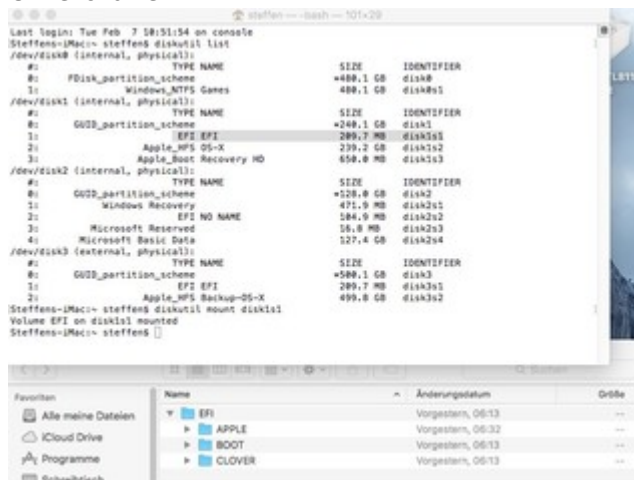 steffen — -bash — 101×29
Last login: Tue Feb  7 10:51:54 on console
Steffens-iMac:~ steffen$ diskutil list
/dev/disk0 (internal, physical):
#: TYPE NAME SIZE IDENTIFIER
0: FDisk_partition_scheme *480.1 GB disk0
1: Windows_NTFS Games 480.1 GB disk0s1
/dev/disk1 (internal, physical):
#: TYPE NAME SIZE IDENTIFIER
0: GUID_partition_scheme *240.1 GB disk1
1: EFI EFI 209.7 MB disk1s1
2: Apple_HFS OS-X 239.2 GB disk1s2
3: Apple_Boot Recovery HD 650.0 MB disk1s3
/dev/disk2 (internal, physical):
#: TYPE NAME SIZE IDENTIFIER
0: GUID_partition_scheme *128.0 GB disk2
1: Windows Recovery 471.9 MB disk2s1
2: EFI NO NAME 104.9 MB disk2s2
3: Microsoft Reserved 16.8 MB disk2s3
4: Microsoft Basic Data 127.4 GB disk2s4
/dev/disk3 (external, physical):
#: TYPE NAME SIZE IDENTIFIER
0: GUID_partition_scheme *500.1 GB disk3
1: EFI EFI 209.7 MB disk3s1
2: Apple_HFS Backup-OS-X 499.8 GB disk3s2
Steffens-iMac:~ steffen$ diskutil mount disk1s1
Volume EFI on disk1s1 mounted
Steffens-iMac:~ steffen$
Suchen
Favoriten Name Änderungsdatum Größe
Alle meine Dateien EFI Vorgestern, 06:13 --
iCloud Drive APPLE Vorgestern, 06:32 --
Programme BOOT Vorgestern, 06:13 --
Schreibtisch CLOVER Vorgestern, 06:13 --